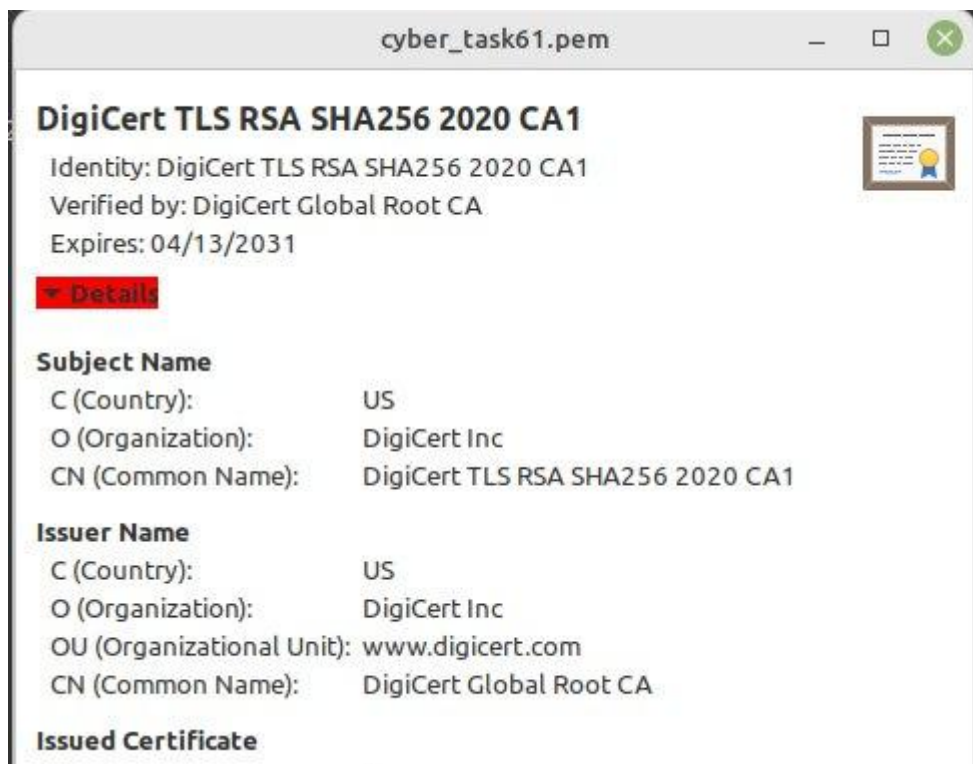 cyber_task61.pem
DigiCert TLS RSA SHA256 2020 CA1
Identity: DigiCert TLS RSA SHA256 2020 CA1
Verified by: DigiCert Global Root CA
Expires: 04/13/2031
Details
Subject Name
C (Country): US
O (Organization): DigiCert Inc
CN (Common Name): DigiCert TLS RSA SHA256 2020 CA1
Issuer Name
C (Country): US
O (Organization): DigiCert Inc
OU (Organizational Unit): www.digicert.com
CN (Common Name): DigiCert Global Root CA
Issued Certificate